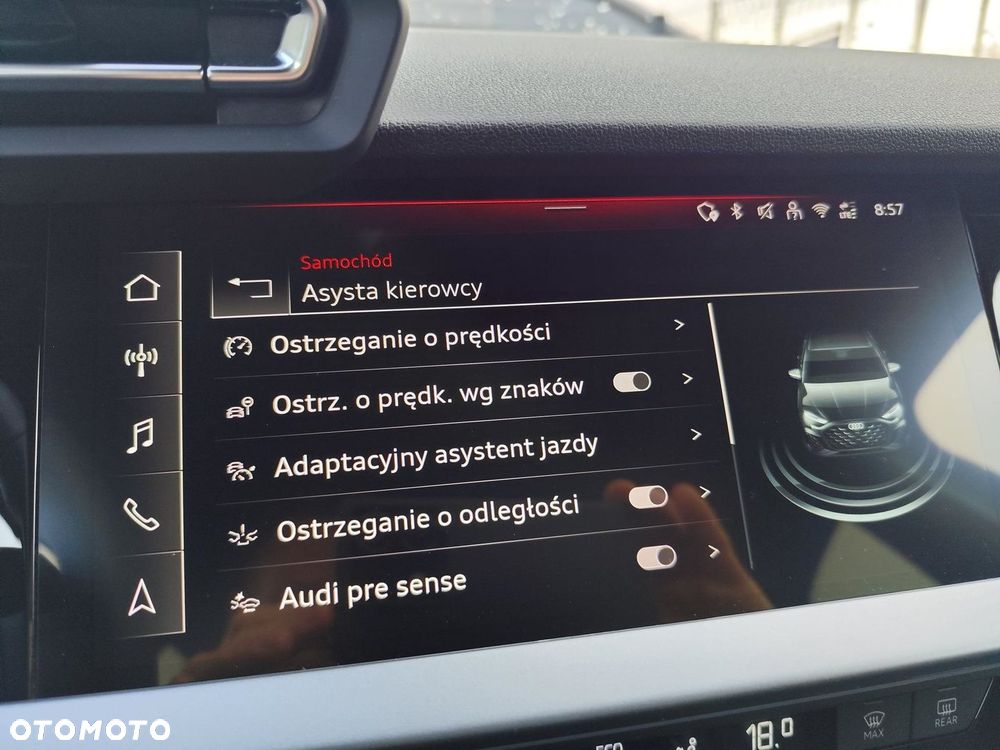 8:57
Samochód
Asysta kierowcy
Ostrzeganie o prędkości
Ostrz. o prędk. wg znaków
Adaptacyjny asystent jazdy
Ostrzeganie o odległości
Audi pre sense
18.0
MAX
REAR
OTOMOTO